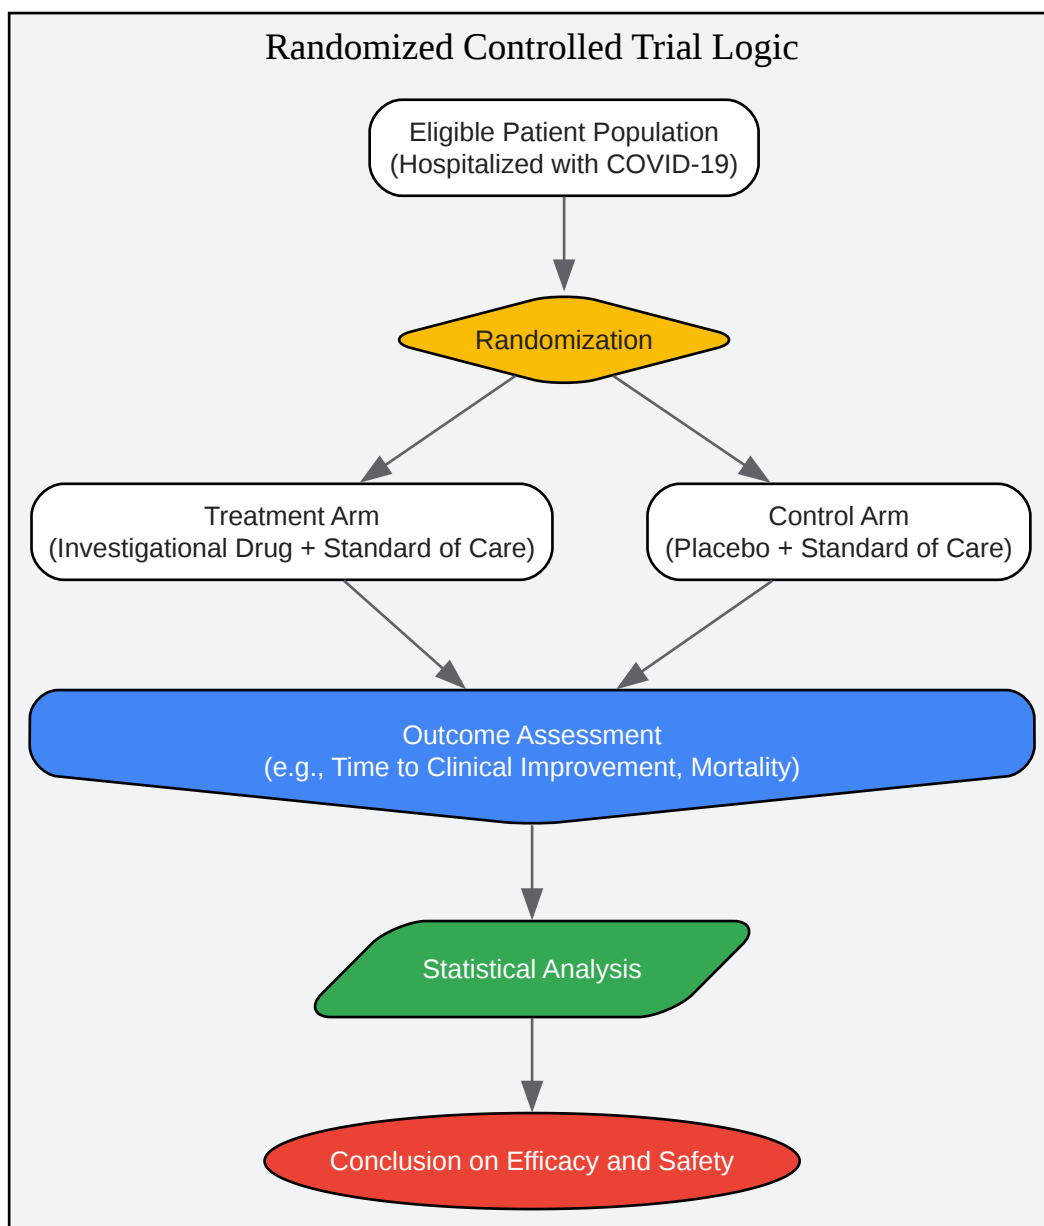 Randomized Controlled Trial Logic
Eligible Patient Population
(Hospitalized with COVID-19)
Randomization
Treatment Arm
(Investigational Drug + Standard of Care)
Control Arm
(Placebo + Standard of Care)
Outcome Assessment
(e.g., Time to Clinical Improvement, Mortality)
Statistical Analysis
Conclusion on Efficacy and Safety